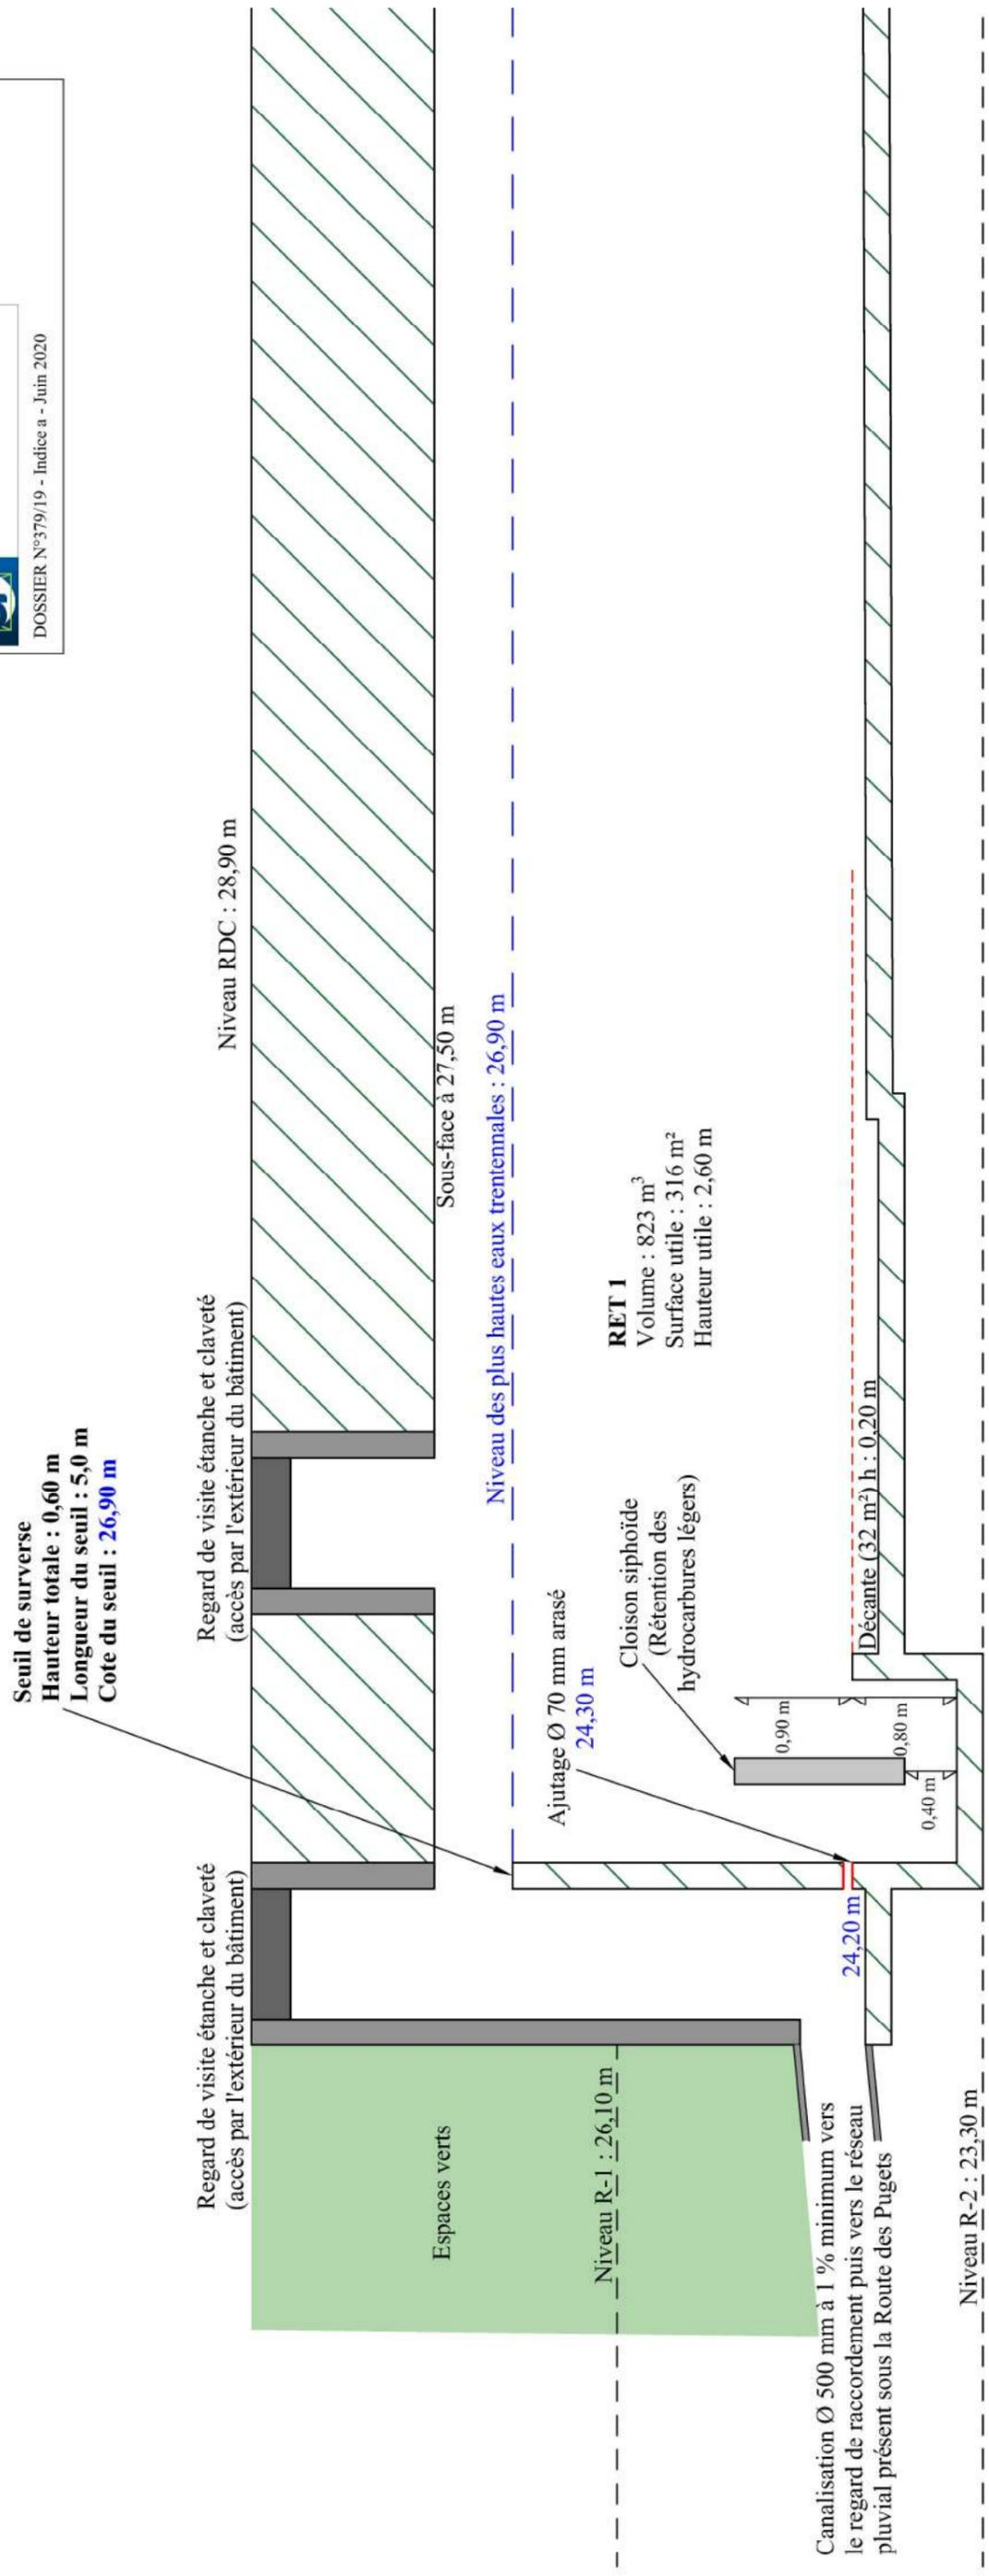 DOSSIER N°379/19 - Indice a - Juin 2020
Seuil de surverse
Hauteur totale : 0,60 m
Longueur du seuil : 5,0 m
Cote du seuil : 26,90 m
Regard de visite étanche et claveté
(accès par l'extérieur du bâtiment)
Regard de visite étanche et claveté
(accès par l'extérieur du bâtiment)
Niveau RDC : 28,90 m
Espaces verts
Sous-face à 27,50 m
Niveau des plus hautes eaux trentennales : 26,90 m
Ajutage Ø 70 mm arasé
24,30 m
Cloison siphoïde
(Rétention des
hydrocarbures légers)
RET 1
Volume : 823 m³
Surface utile : 316 m²
Hauteur utile : 2,60 m
Niveau R-1 : 26,10 m
0,90 m
0,80 m
0,40 m
24,20 m
Décante (32 m²) h : 0,20 m
Canalisation Ø 500 mm à 1 % minimum vers
le regard de raccordement puis vers le réseau
pluvial présent sous la Route des Pugets
Niveau R-2 : 23,30 m